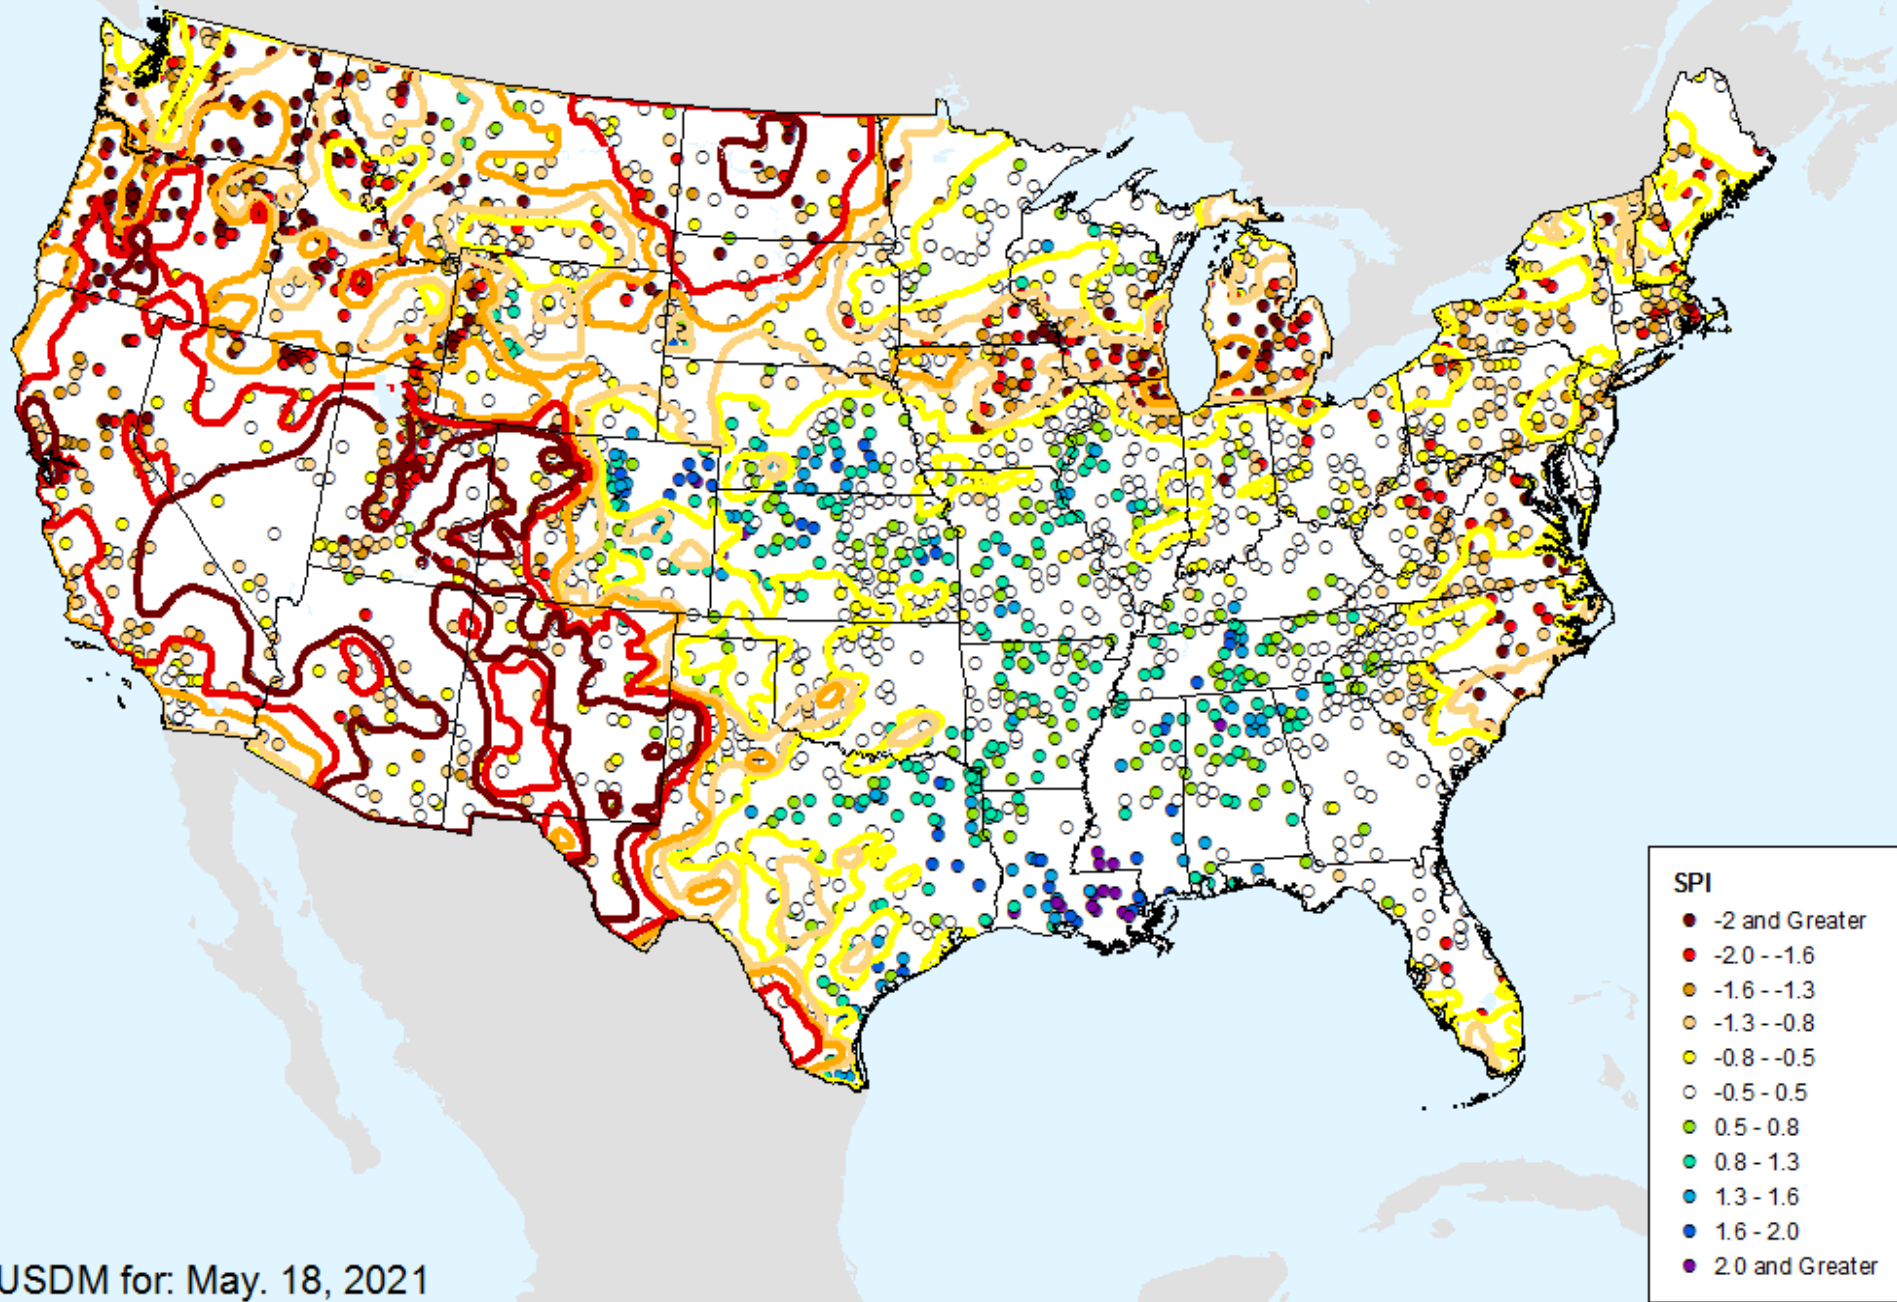 SPI
-2 and Greater
-2.0 - -1.6
-1.6 - -1.3
-1.3 - -0.8
-0.8 - -0.5
-0.5 - 0.5
0.5 - 0.8
0.8 - 1.3
1.3 - 1.6
1.6 - 2.0
2.0 and Greater
USDM for: May. 18, 2021